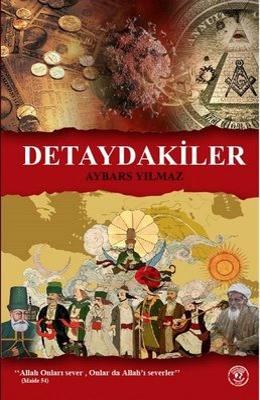 DETAYDAKİLER
AYBARS YILMAZ
"Allah Onları sever , Onlar da Allah'ı severler"
(Maide 54)